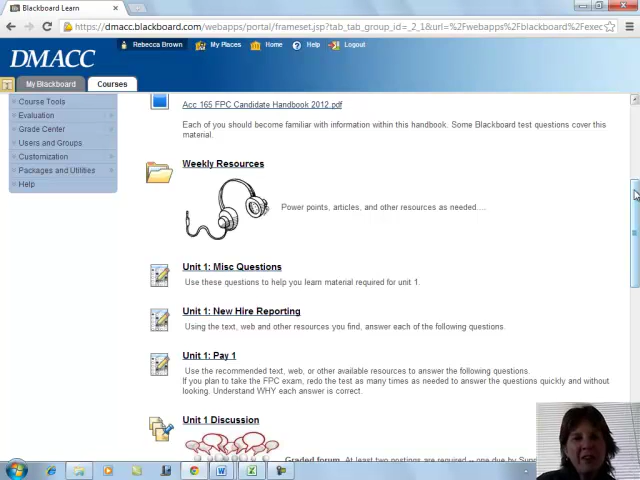 Blackboard Learn
https://dmacc.blackboard.com/webapps/portal/frameset.jsp?tab_tab_group_id=_2_1&url=%2Fwebapps%2Fblackboard%2Fexec
DMACC
Rebecca Brown
My Places
Home
Help
Logout
My Blackboard
Courses
Course Tools
Evaluation
Grade Center
Users and Groups
Customization
Packages and Utilities
Help
Acc 165 FPC Candidate Handbook 2012.pdf
Each of you should become familiar with information within this handbook. Some Blackboard test questions cover this
material.
Weekly Resources
Power points, articles, and other resources as needed....
Unit 1: Misc Questions
Use these questions to help you learn material required for unit 1.
Unit 1: New Hire Reporting
Using the text, web and other resources you find, answer each of the following questions.
Unit 1: Pay 1
Use the recommended text, web, or other available resources to answer the following questions.
If you plan to take the FPC exam, redo the test as many times as needed to answer the questions quickly and without
looking. Understand WHY each answer is correct.
Unit 1 Discussion
Graded forum. At least two postings are required -- one due by